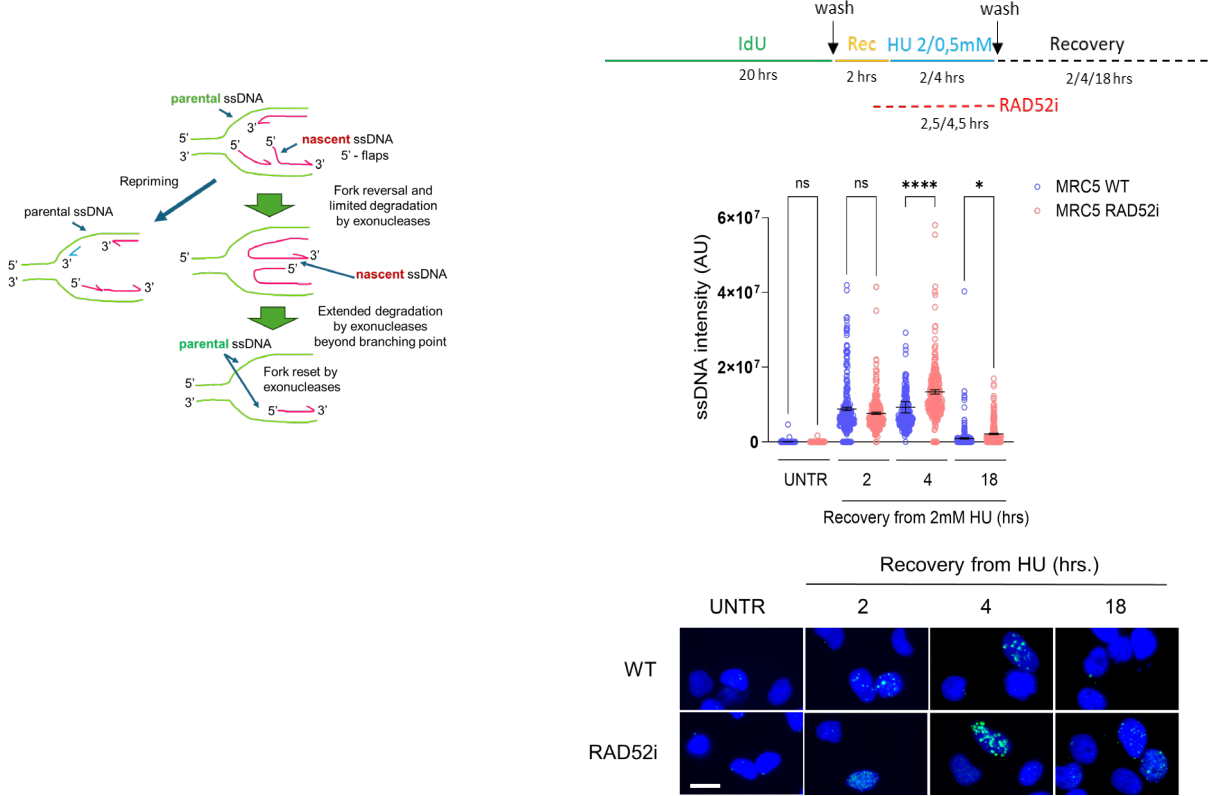 parental ssDNA
3'
5'
3'
5'
5'
nascent ssDNA
5' - flaps
3'
Repriming
Fork reversal and
limited degradation
by exonucleases
parental ssDNA
3'
5'
3'
3'
5'
3'
5'
3'
3'
5'
nascent ssDNA
Extended degradation
by exonucleases
beyond branching point
parental ssDNA
Fork reset by
exonucleases
5'
3'
5'
3'
wash
wash
IdU
Rec
HU 2/0,5mM
Recovery
20 hrs
2 hrs
2/4 hrs
2/4/18 hrs
RAD52i
2,5/4,5 hrs
ns
ns
****
*
MRC5 WT
MRC5 RAD52i
ssDNA intensity (AU)
6×10⁷
4×10⁷
2×10⁷
0
UNTR
2
4
18
Recovery from 2mM HU (hrs)
Recovery from HU (hrs.)
UNTR
2
4
18
WT
RAD52i